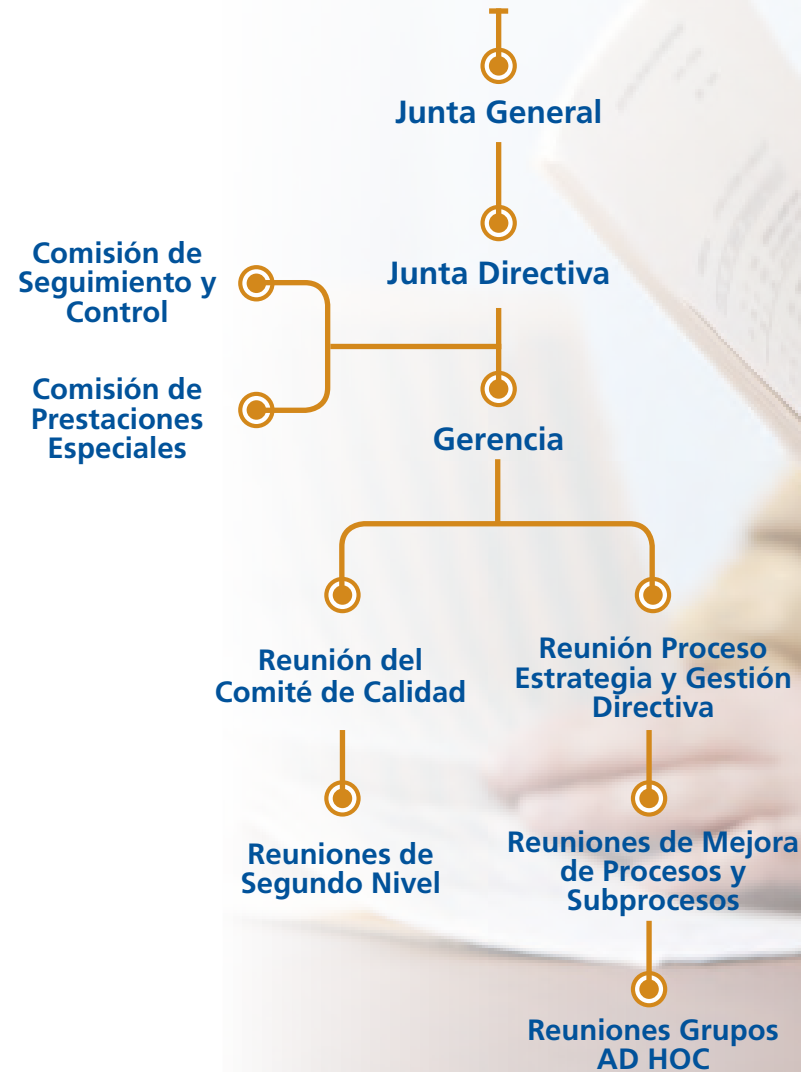 Junta General
Junta Directiva
Comisión de
Seguimiento y
Control
Comisión de
Prestaciones
Especiales
Gerencia
Reunión del
Comité de Calidad
Reunión Proceso
Estrategia y Gestión
Directiva
Reuniones de
Segundo Nivel
Reuniones de Mejora
de Procesos y
Subprocesos
Reuniones Grupos
AD HOC